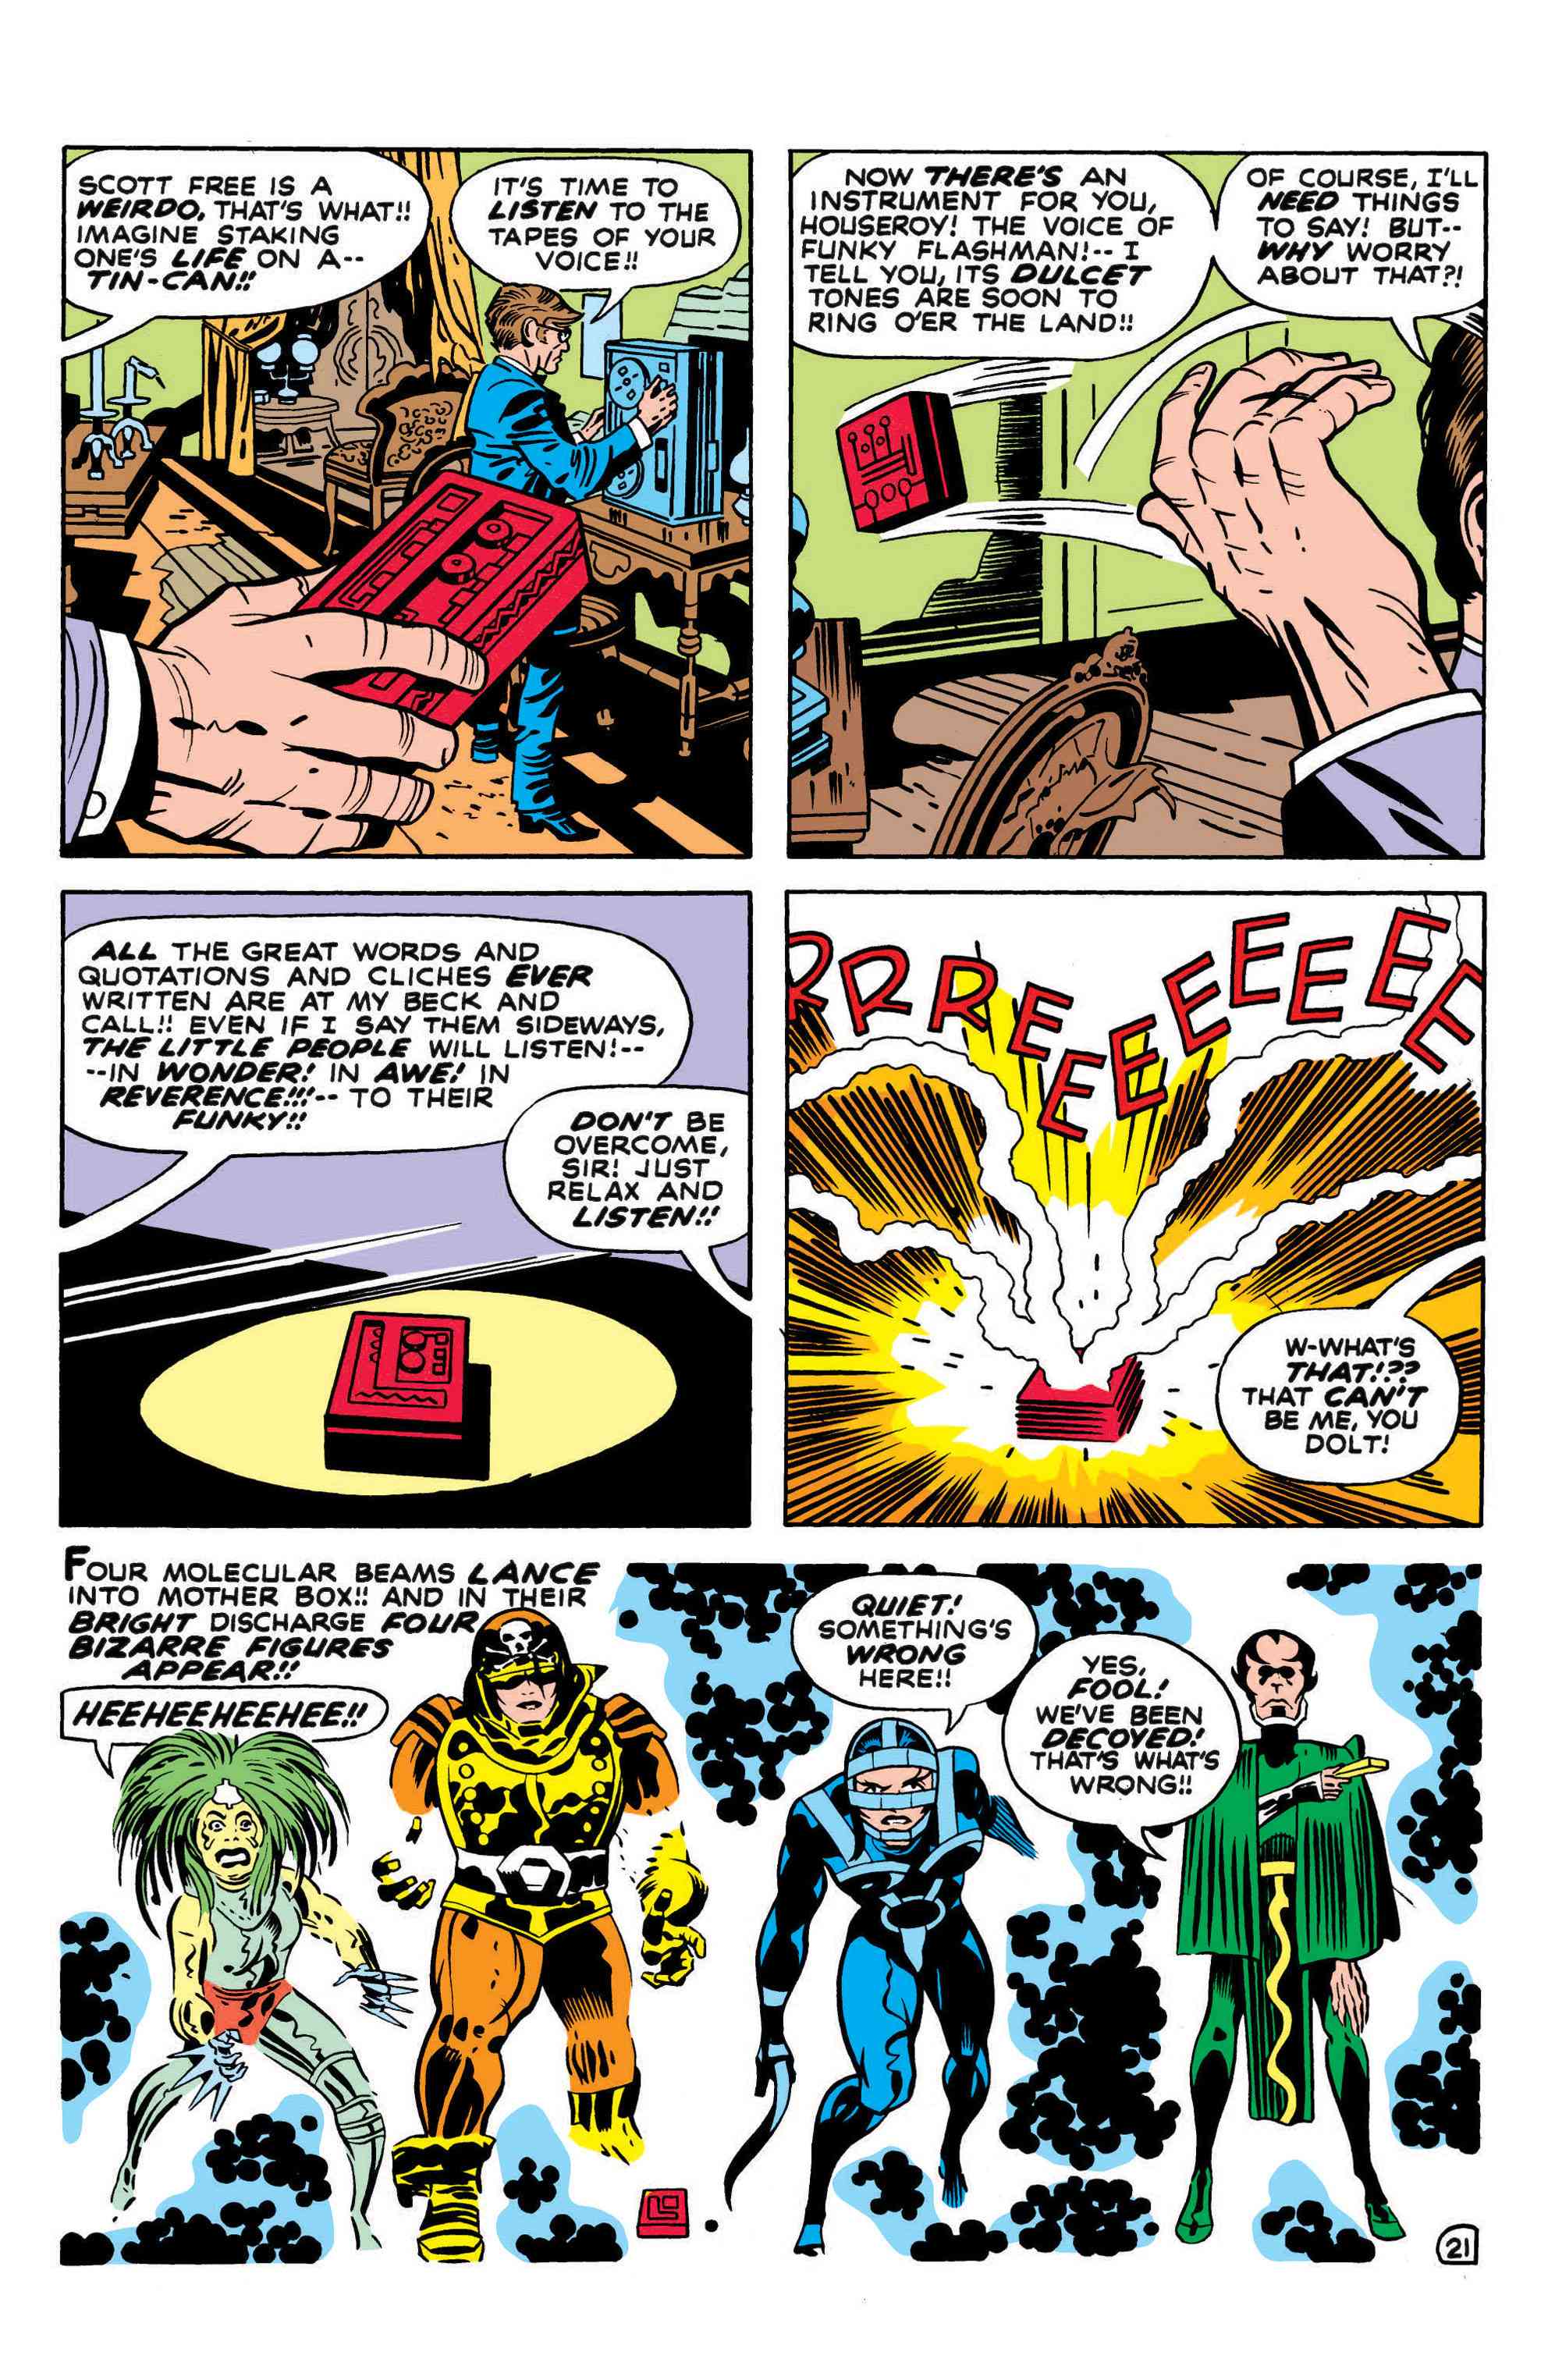 SCOTT FREE IS A
WEIRDO, THAT'S WHAT!!
IMAGINE STAKING
ONE'S LIFE ON A--
TIN-CAN!!
IT'S TIME TO
LISTEN TO THE
TAPES OF YOUR
VOICE!!
NOW THERE'S AN
INSTRUMENT FOR YOU,
HOUSEROY! THE VOICE OF
FUNKY FLASHMAN!-- I
TELL YOU, ITS DULCET
TONES ARE SOON TO
RING O'ER THE LAND!!
OF COURSE, I'LL
NEED THINGS
TO SAY! BUT--
WHY WORRY
ABOUT THAT?!
ALL THE GREAT WORDS AND
QUOTATIONS AND CLICHES EVER
WRITTEN ARE AT MY BECK AND
CALL!! EVEN IF I SAY THEM SIDEWAYS,
THE LITTLE PEOPLE WILL LISTEN!--
--IN WONDER! IN AWE! IN
REVERENCE!!!-- TO THEIR
FUNKY!!
DON'T BE
OVERCOME,
SIR! JUST
RELAX AND
LISTEN!!
RRREEEEEEEEE
W-WHAT'S
THAT!??
THAT CAN'T
BE ME, YOU
DOLT!
FOUR MOLECULAR BEAMS LANCE
INTO MOTHER BOX!! AND IN THEIR
BRIGHT DISCHARGE FOUR
BIZARRE FIGURES
APPEAR!!
HEEHEEHEEHEE!!
QUIET!
SOMETHING'S
WRONG
HERE!!
YES,
FOOL!
WE'VE BEEN
DECOYED!
THAT'S WHAT'S
WRONG!!
21